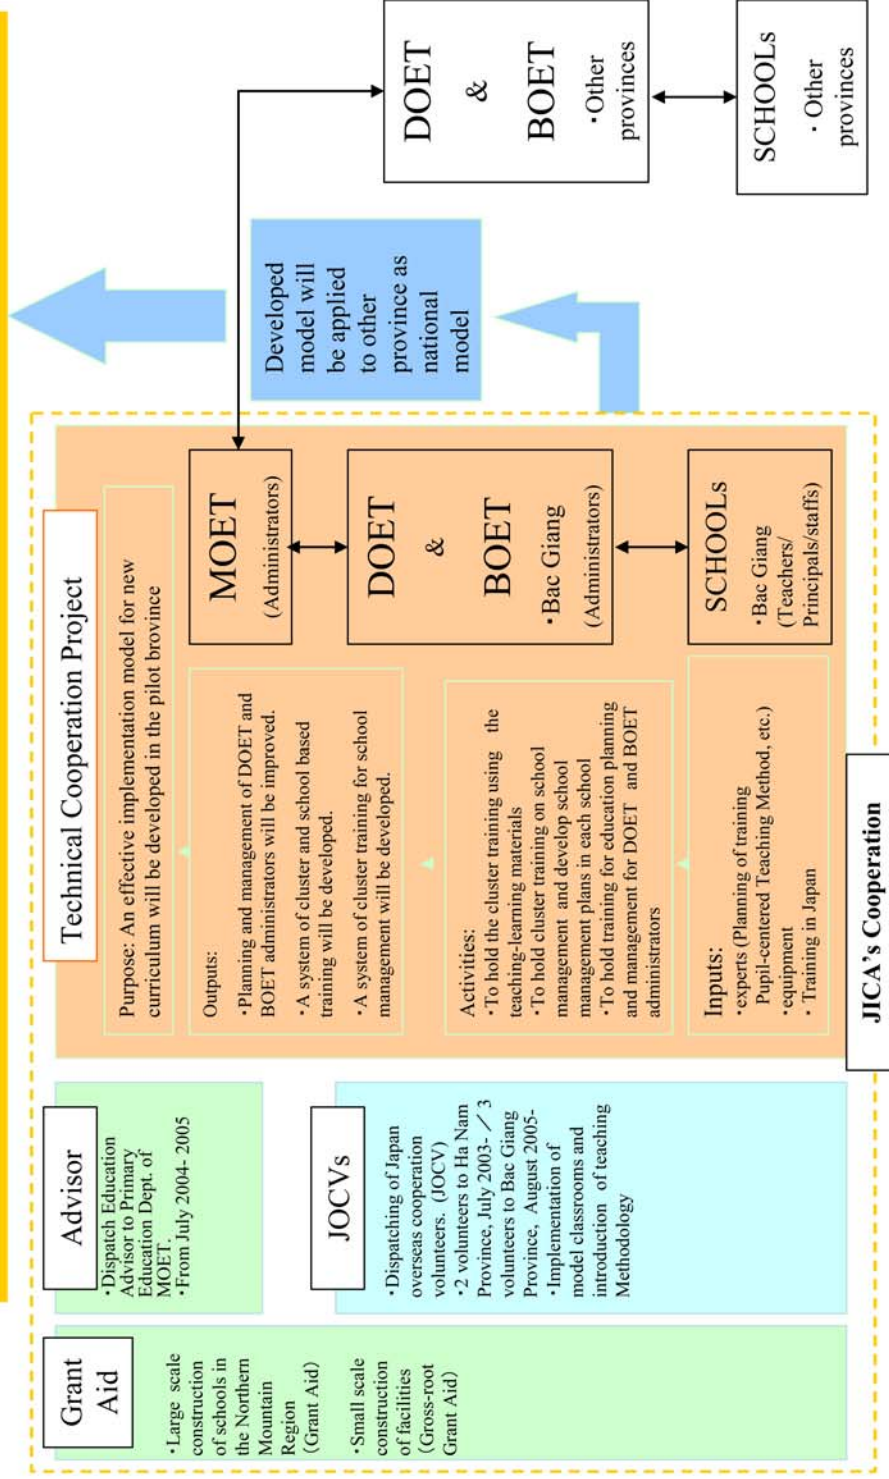 Grant
Aid
・Large scale
construction
of schools in
the Northern
Mountain
Region
(Grant Aid)
・Small scale
construction
of facilities
(Gross-root
Grant Aid)
Advisor
・Dispatch Education
Advisor to Primary
Education Dept. of
MOET.
・From July 2004- 2005
JOCVs
・Dispatching of Japan
overseas cooperation
volunteers. (JOCV)
・2 volunteers to Ha Nam
Province, July 2003-／3
volunteers to Bac Giang
Province, August 2005-
・Implementation of
model classrooms and
introduction of teaching
Methodology
Technical Cooperation Project
Purpose: An effective implementation model for new
curriculum will be developed in the pilot brovince
Outputs:
・Planning and management of DOET and
BOET administrators will be improved.
・A system of cluster and school based
training will be developed.
・A system of cluster training for school
management will be developed.
Activities:
・To hold the cluster training using the
teaching-learning materials
・To hold cluster training on school
management and develop school
management plans in each school
・To hold training for education planning
and management for DOET and BOET
administrators
Inputs:
・experts (Planning of training
Pupil-centered Teaching Method, etc.)
・equipment
・Training in Japan
MOET
(Administrators)
DOET
&
BOET
・Bac Giang
(Administrators)
SCHOOLs
・Bac Giang
(Teachers/
Principals/staffs)
JICA's Cooperation
Developed
model will
be applied
to other
province as
national
model
DOET
&
BOET
・Other
provinces
SCHOOLs
・Other
provinces